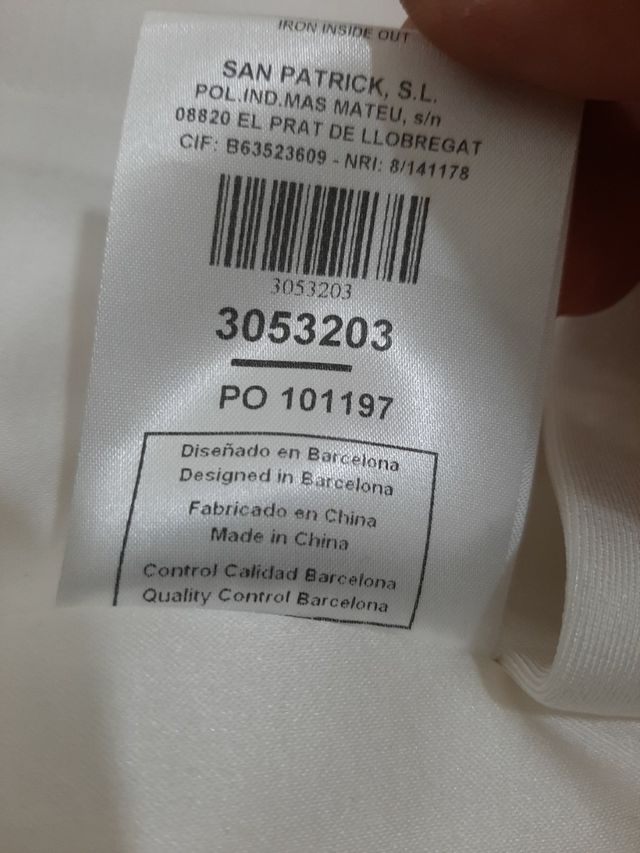 IRON INSIDE OUT
SAN PATRICK, S.L.
POL.IND.MAS MATEU, s/n
08820 EL PRAT DE LLOBREGAT
CIF: B63523609 - NRI: 8/141178
3053203
3053203
PO 101197
Diseñado en Barcelona
Designed in Barcelona
Fabricado en China
Made in China
Control Calidad Barcelona
Quality Control Barcelona